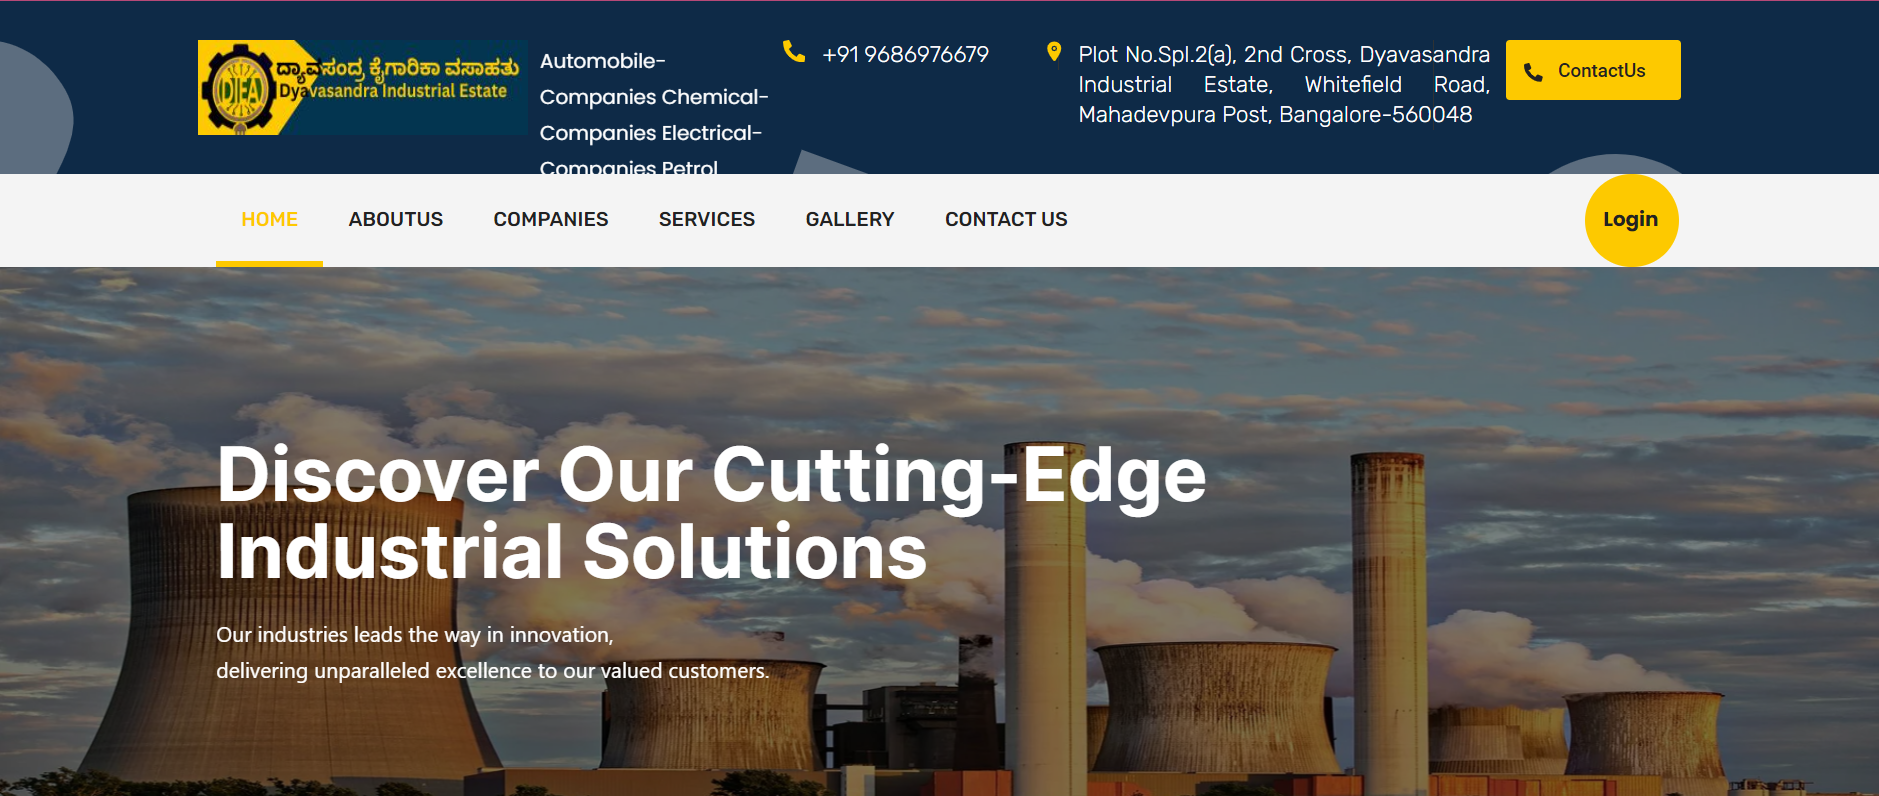 ದ್ಯಾವಸಂದ್ರ ಕೈಗಾರಿಕಾ ವಸಾಹತು
DIEA
Dyavasandra Industrial Estate
Automobile-
Companies Chemical-
Companies Electrical-
Companies Petrol
+91 9686976679
Plot No.Spl.2(a), 2nd Cross, Dyavasandra
Industrial Estate, Whitefield Road,
Mahadevpura Post, Bangalore-560048
ContactUs
HOME
ABOUTUS
COMPANIES
SERVICES
GALLERY
CONTACT US
Login
Discover Our Cutting-Edge
Industrial Solutions
Our industries leads the way in innovation,
delivering unparalleled excellence to our valued customers.